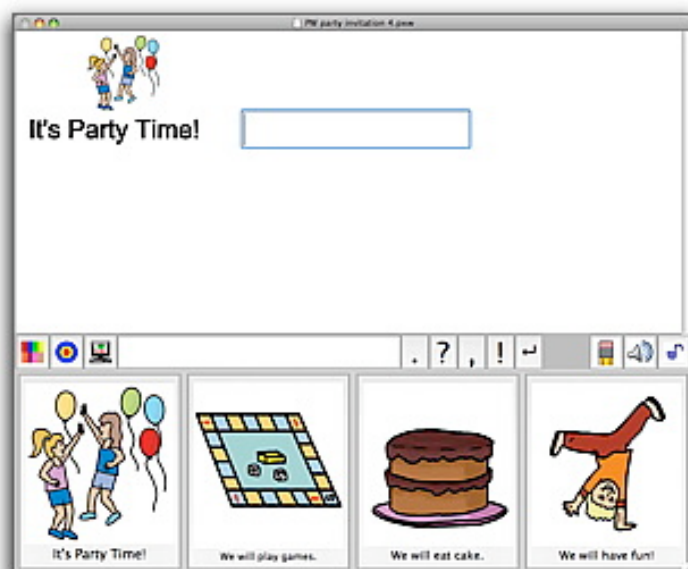 PW party invitation 4.pww
It's Party Time!
. ? , !
It's Party Time!
We will play games.
We will eat cake.
We will have fun!